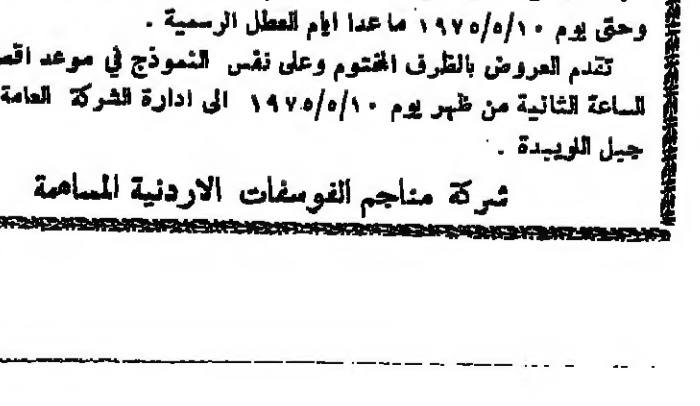 وحتى يوم ١٩٧٥/٥/١٠ ما عدا ايام العطل الرسمية .
تقدم العروض بالظرف المختوم وعلى نفس النموذج في موعد اقص
الساعة الثانية من ظهر يوم ١٩٧٥/٥/١٠ الى ادارة الشركة العامة
جبل اللويبدة .
شركة مناجم الفوسفات الاردنية المساهمة